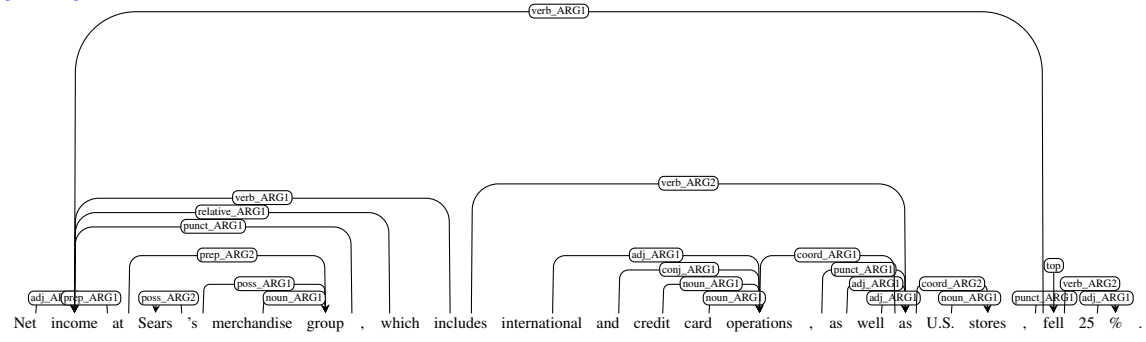 verb_ARG1
verb_ARG2
verb_ARG1
relative_ARG1
punct_ARG1
prep_ARG2 adj_ARG1 coord_ARG1
top
conj_ARG1 punct_ARG1
poss_ARG1 noun_ARG1 adj_ARG1 coord_ARG2 verb_ARG2
prep_ARG1 poss_ARG2 noun_ARG1 noun_ARG1 adj_ARG1 noun_ARG1 punct_ARG1 adj_ARG1
Net income at Sears 's merchandise group , which includes international and credit card operations , as well as U.S. stores , fell 25 % .